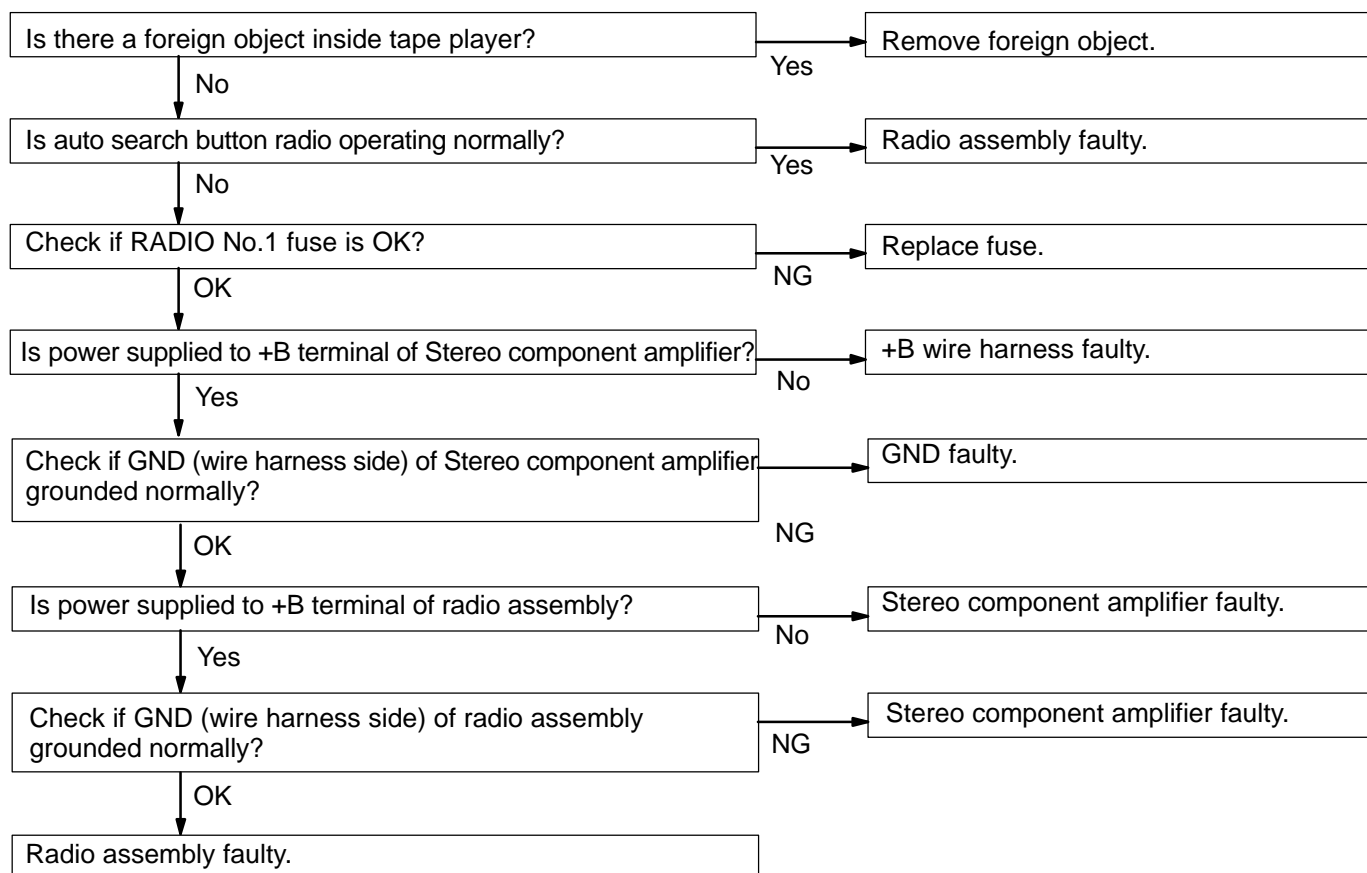 Is there a foreign object inside tape player?
Yes
Remove foreign object.
No
Is auto search button radio operating normally?
Yes
Radio assembly faulty.
No
Check if RADIO No.1 fuse is OK?
NG
Replace fuse.
OK
Is power supplied to +B terminal of Stereo component amplifier?
No
+B wire harness faulty.
Yes
Check if GND (wire harness side) of Stereo component amplifier
grounded normally?
NG
GND faulty.
OK
Is power supplied to +B terminal of radio assembly?
No
Stereo component amplifier faulty.
Yes
Check if GND (wire harness side) of radio assembly
grounded normally?
NG
Stereo component amplifier faulty.
OK
Radio assembly faulty.